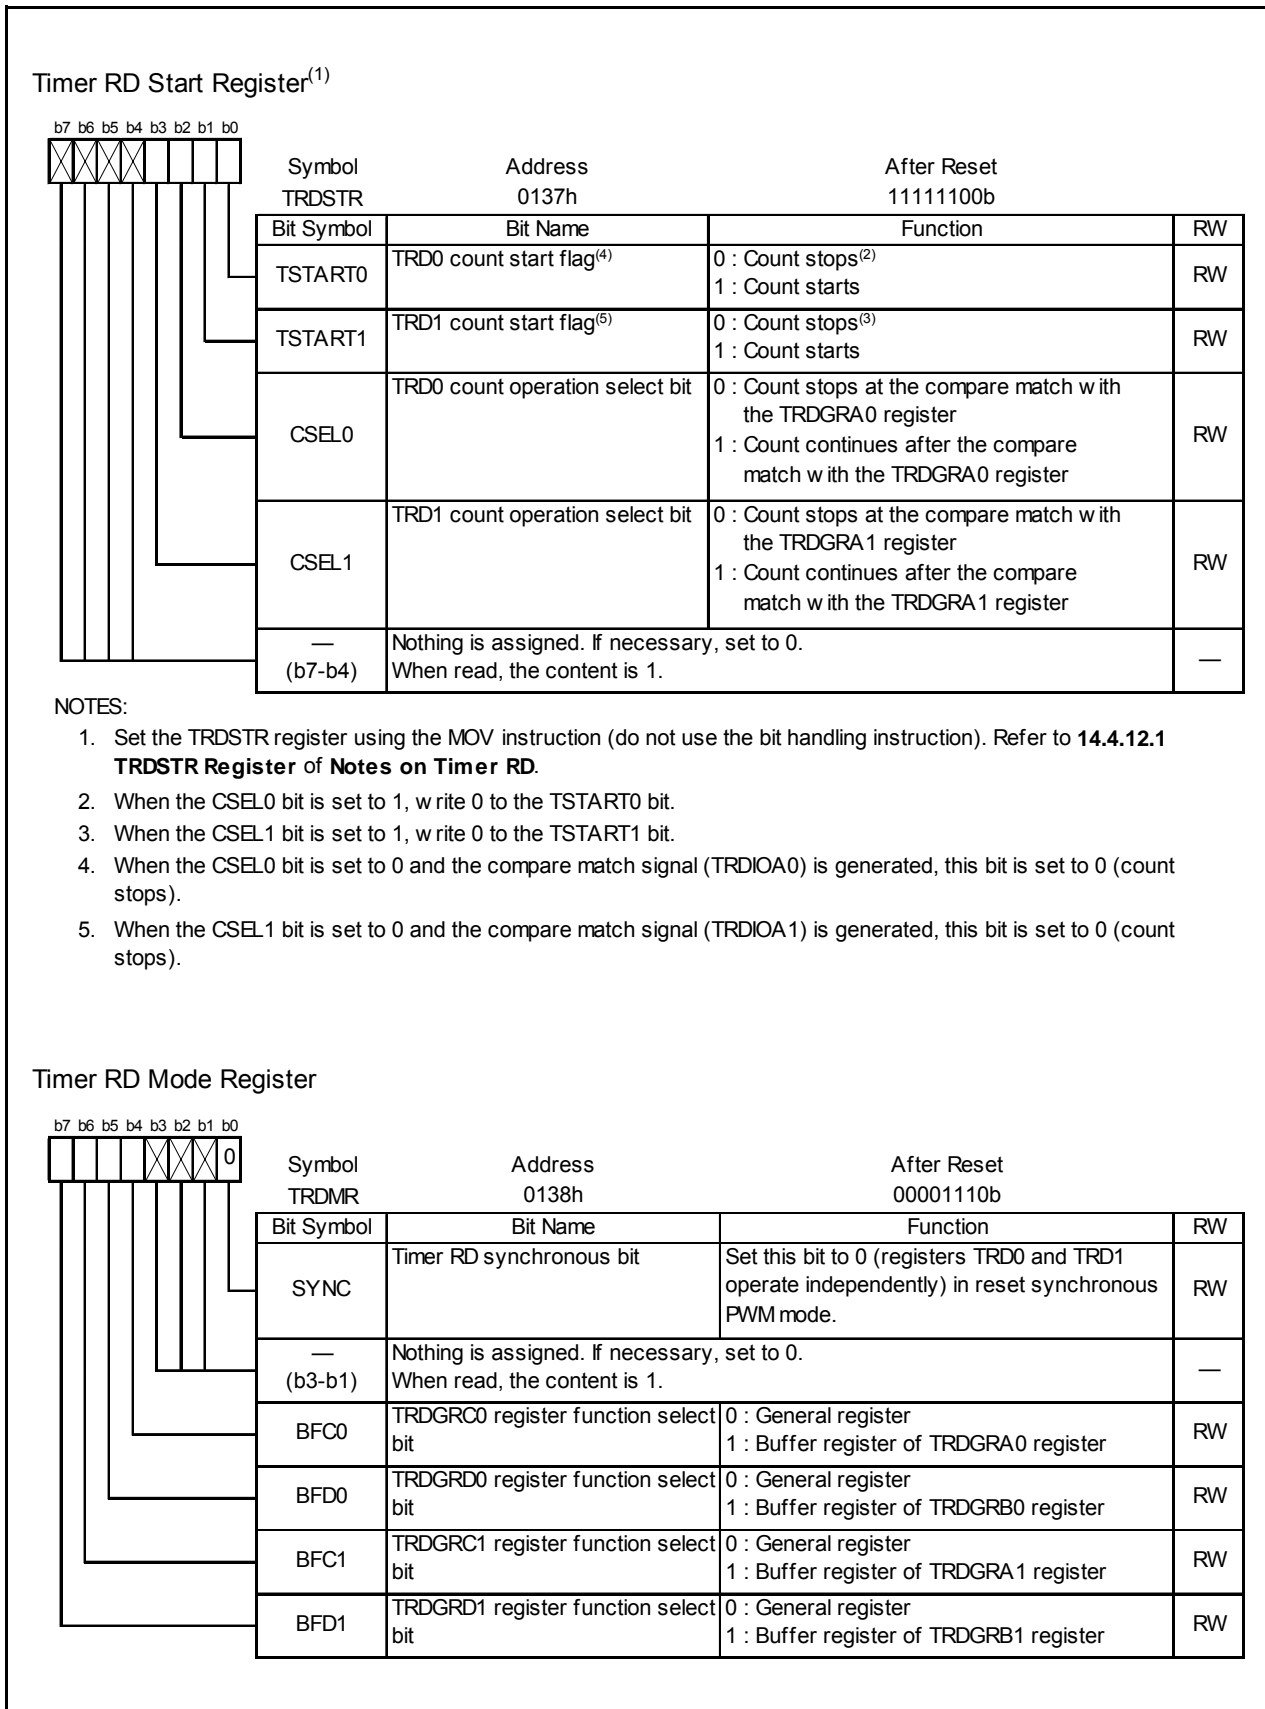 Timer RD Start Register(1)
b7 b6 b5 b4 b3 b2 b1 b0
Symbol Address After Reset
TRDSTR 0137h 11111100b
Bit Symbol Bit Name Function RW
TSTART0 TRD0 count start flag(4) 0 : Count stops(2) RW
1 : Count starts
TSTART1 TRD1 count start flag(5) 0 : Count stops(3) RW
1 : Count starts
CSEL0 TRD0 count operation select bit 0 : Count stops at the compare match with RW
the TRDGRA0 register
1 : Count continues after the compare
match with the TRDGRA0 register
CSEL1 TRD1 count operation select bit 0 : Count stops at the compare match with RW
the TRDGRA1 register
1 : Count continues after the compare
match with the TRDGRA1 register
— Nothing is assigned. If necessary, set to 0. —
(b7-b4) When read, the content is 1.
NOTES:
1. Set the TRDSTR register using the MOV instruction (do not use the bit handling instruction). Refer to 14.4.12.1
TRDSTR Register of Notes on Timer RD.
2. When the CSEL0 bit is set to 1, write 0 to the TSTART0 bit.
3. When the CSEL1 bit is set to 1, write 0 to the TSTART1 bit.
4. When the CSEL0 bit is set to 0 and the compare match signal (TRDIOA0) is generated, this bit is set to 0 (count
stops).
5. When the CSEL1 bit is set to 0 and the compare match signal (TRDIOA1) is generated, this bit is set to 0 (count
stops).
Timer RD Mode Register
b7 b6 b5 b4 b3 b2 b1 b0
0
Symbol Address After Reset
TRDMR 0138h 00001110b
Bit Symbol Bit Name Function RW
SYNC Timer RD synchronous bit Set this bit to 0 (registers TRD0 and TRD1 RW
operate independently) in reset synchronous
PWM mode.
— Nothing is assigned. If necessary, set to 0. —
(b3-b1) When read, the content is 1.
BFC0 TRDGRC0 register function select 0 : General register RW
bit 1 : Buffer register of TRDGRA0 register
BFD0 TRDGRD0 register function select 0 : General register RW
bit 1 : Buffer register of TRDGRB0 register
BFC1 TRDGRC1 register function select 0 : General register RW
bit 1 : Buffer register of TRDGRA1 register
BFD1 TRDGRD1 register function select 0 : General register RW
bit 1 : Buffer register of TRDGRB1 register